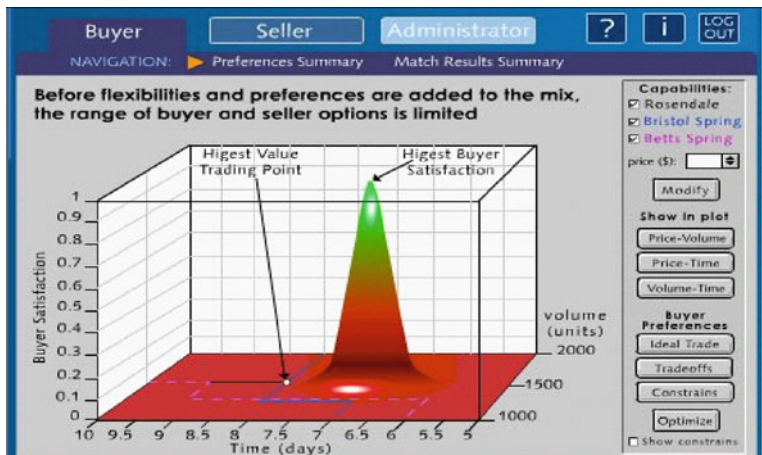 Buyer
Seller
Administrator
?
i
LOG
OUT
NAVIGATION:
Preferences Summary
Match Results Summary
Before flexibilities and preferences are added to the mix,
the range of buyer and seller options is limited
Higest Value
Trading Point
Higest Buyer
Satisfaction
Buyer Satisfaction
1
0.9
0.8
0.7
0.6
0.5
0.4
0.3
0.2
0.1
0
10 9.5 9 8.5 8 7.5 7 6.5 6 5.5 5
Time (days)
volume
(units)
2000
1500
1000
Capabilities:
Rosendale
Bristol Spring
Betts Spring
price ($):
Modify
Show in plot
Price-Volume
Price-Time
Volume-Time
Buyer
Preferences
Ideal Trade
Tradeoffs
Constrains
Optimize
Show constrains